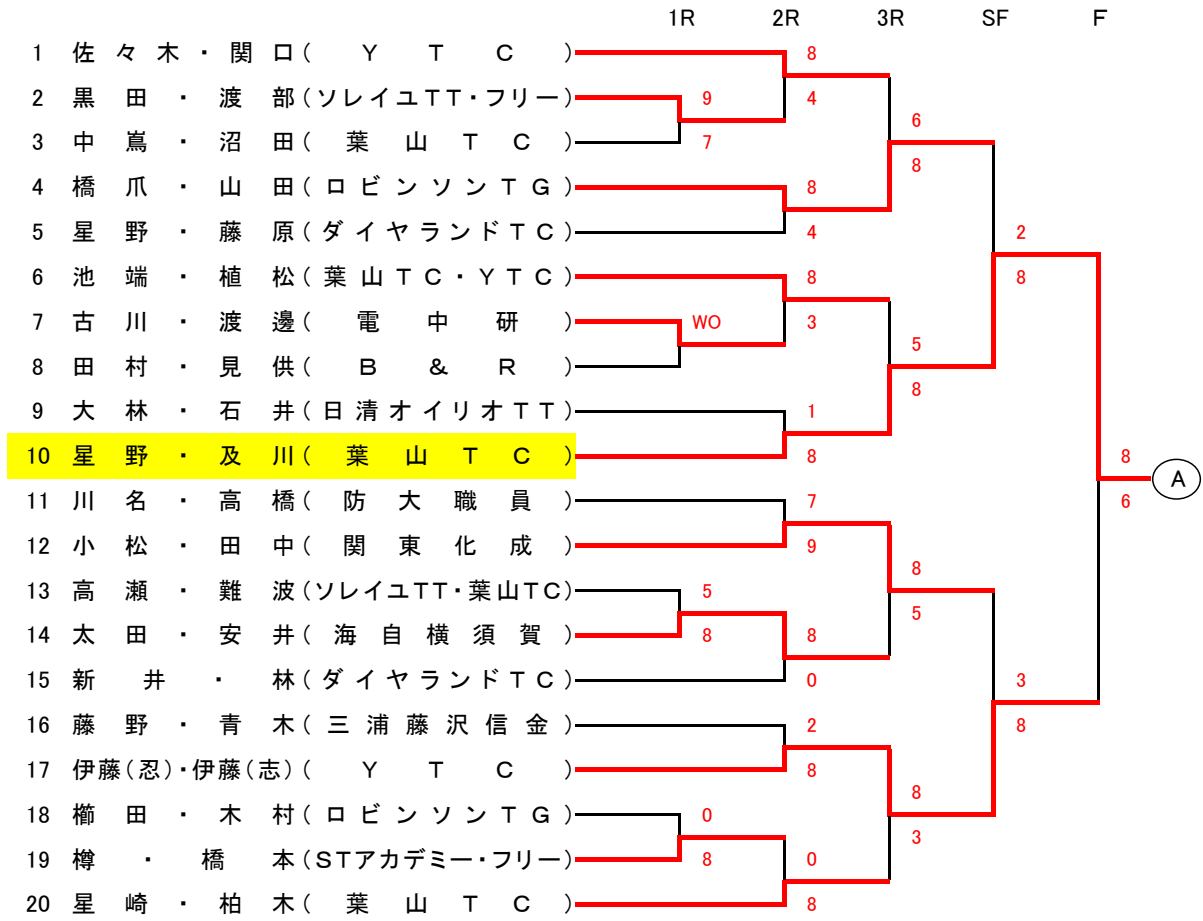 1R 2R 3R SF F
1 佐々木・関口(YTC) 8
2 黒田・渡部(ソレイユTT・フリー) 9 4
6
3 中嶌・沼田(葉山TC) 7
8
4 橋爪・山田(ロビンソンTG) 8
5 星野・藤原(ダイヤランドTC) 4 2
6 池端・植松(葉山TC・YTC) 8 8
7 古川・渡邊(電中研) WO 3
5
8 田村・見供(B&R)
8
9 大林・石井(日清オイリオTT) 1
10 星野・及川(葉山TC) 8 8
A
11 川名・高橋(防大職員) 7 6
12 小松・田中(関東化成) 9
8
13 高瀬・難波(ソレイユTT・葉山TC) 5
5
14 太田・安井(海自横須賀) 8 8
15 新井・林(ダイヤランドTC) 0 3
16 藤野・青木(三浦藤沢信金) 2 8
17 伊藤(忍)・伊藤(志)(YTC) 8
8
18 櫛田・木村(ロビンソンTG) 0
3
19 樽・橋本(STアカデミー・フリー) 8 0
20 星崎・柏木(葉山TC) 8